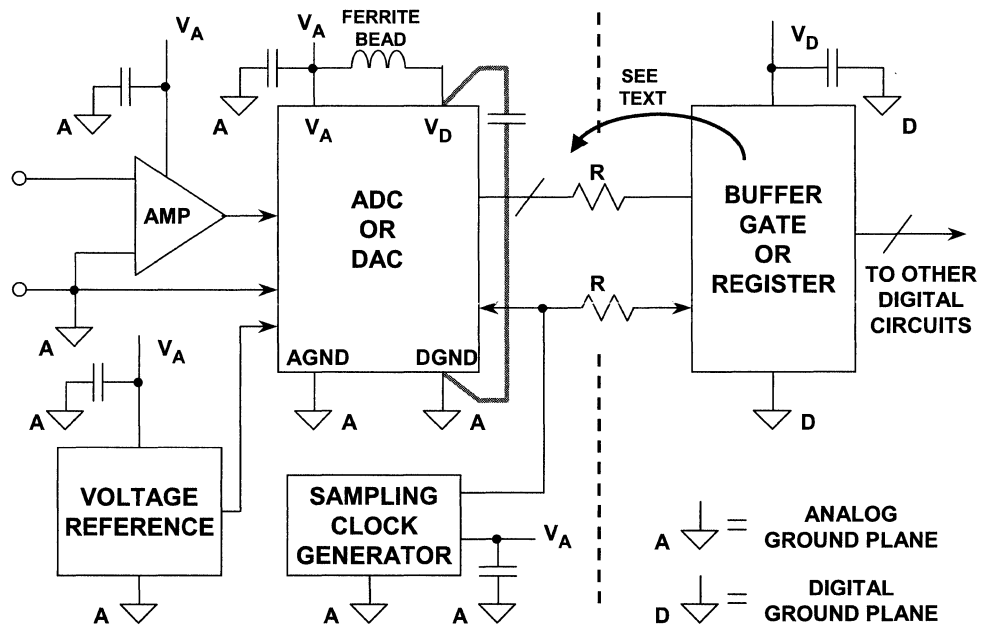 V_A
V_A
FERRITE
BEAD
A
A
V_A
V_D
SEE
TEXT
V_D
D
AMP
ADC
OR
DAC
R
BUFFER
GATE
OR
REGISTER
TO OTHER
DIGITAL
CIRCUITS
R
A
V_A
A
AGND
DGND
A
A
D
VOLTAGE
REFERENCE
SAMPLING
CLOCK
GENERATOR
V_A
A
A
A
A
=
ANALOG
GROUND PLANE
D
=
DIGITAL
GROUND PLANE